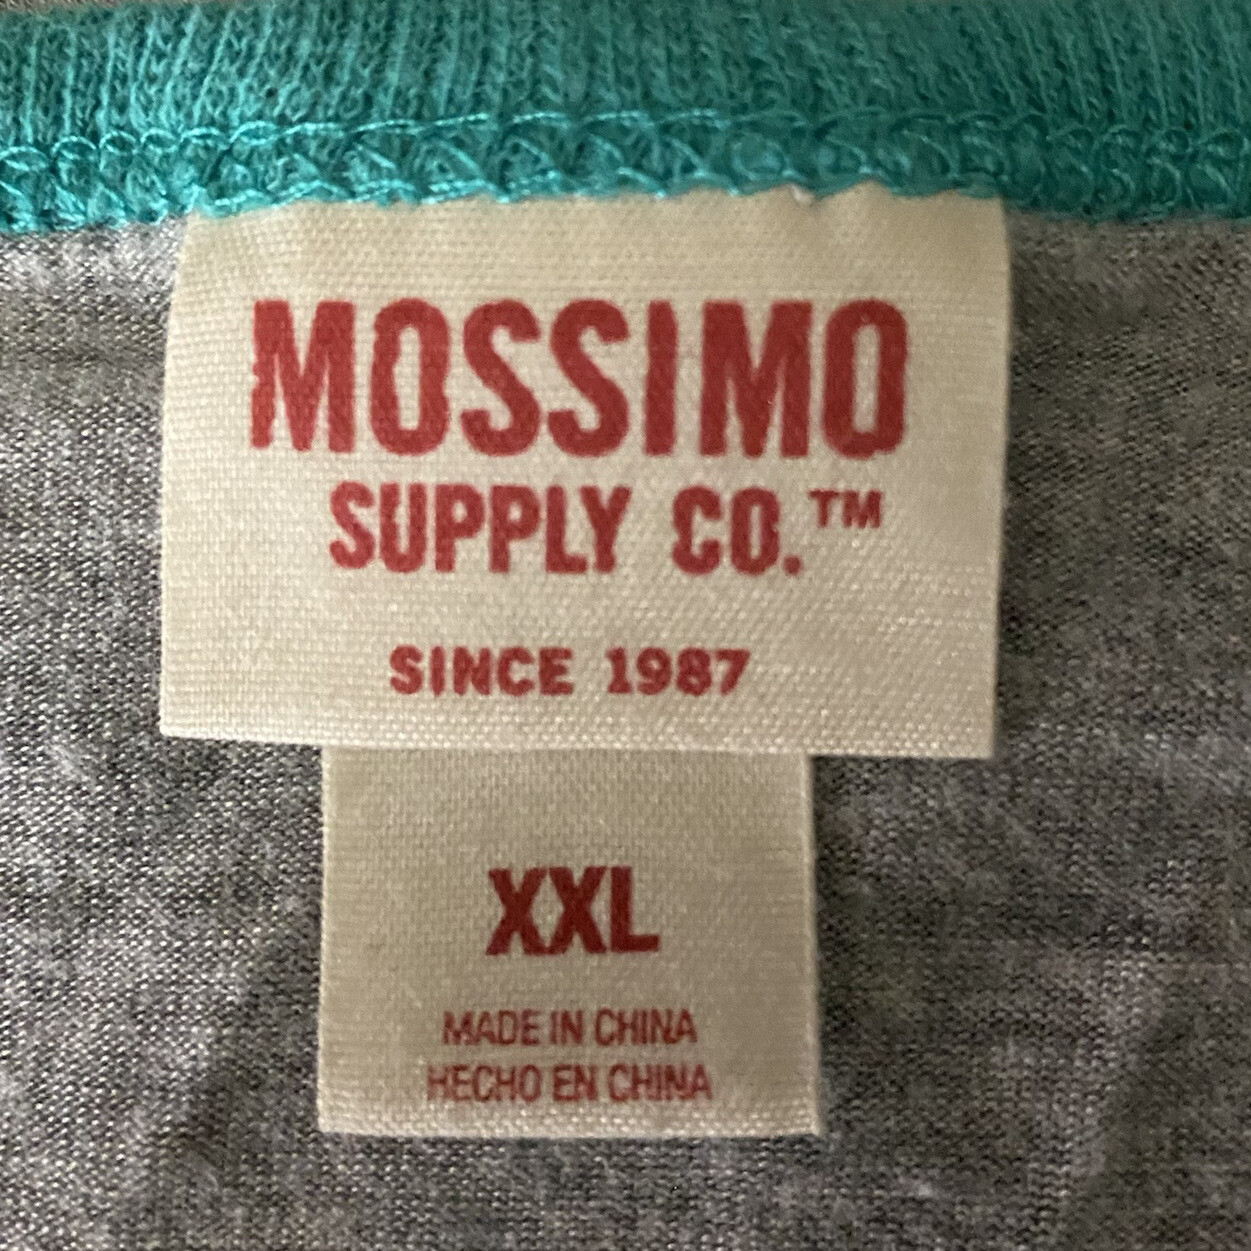 MOSSIMO
SUPPLY CO.™
SINCE 1987
XXL
MADE IN CHINA
HECHO EN CHINA